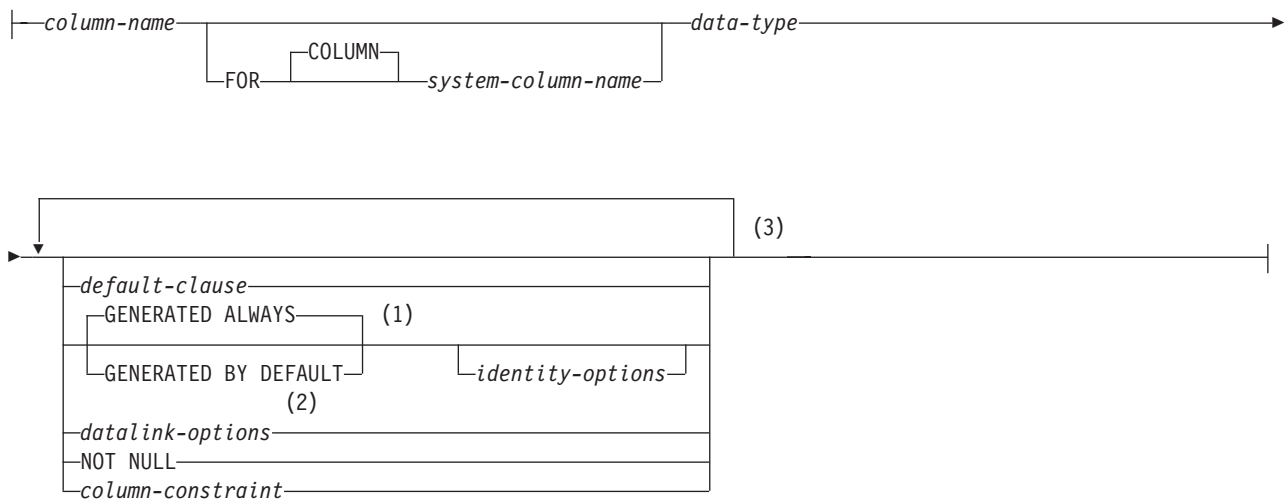 column-name data-type
COLUMN
FOR system-column-name
(3)
default-clause
GENERATED ALWAYS (1)
GENERATED BY DEFAULT identity-options
(2)
datalink-options
NOT NULL
column-constraint